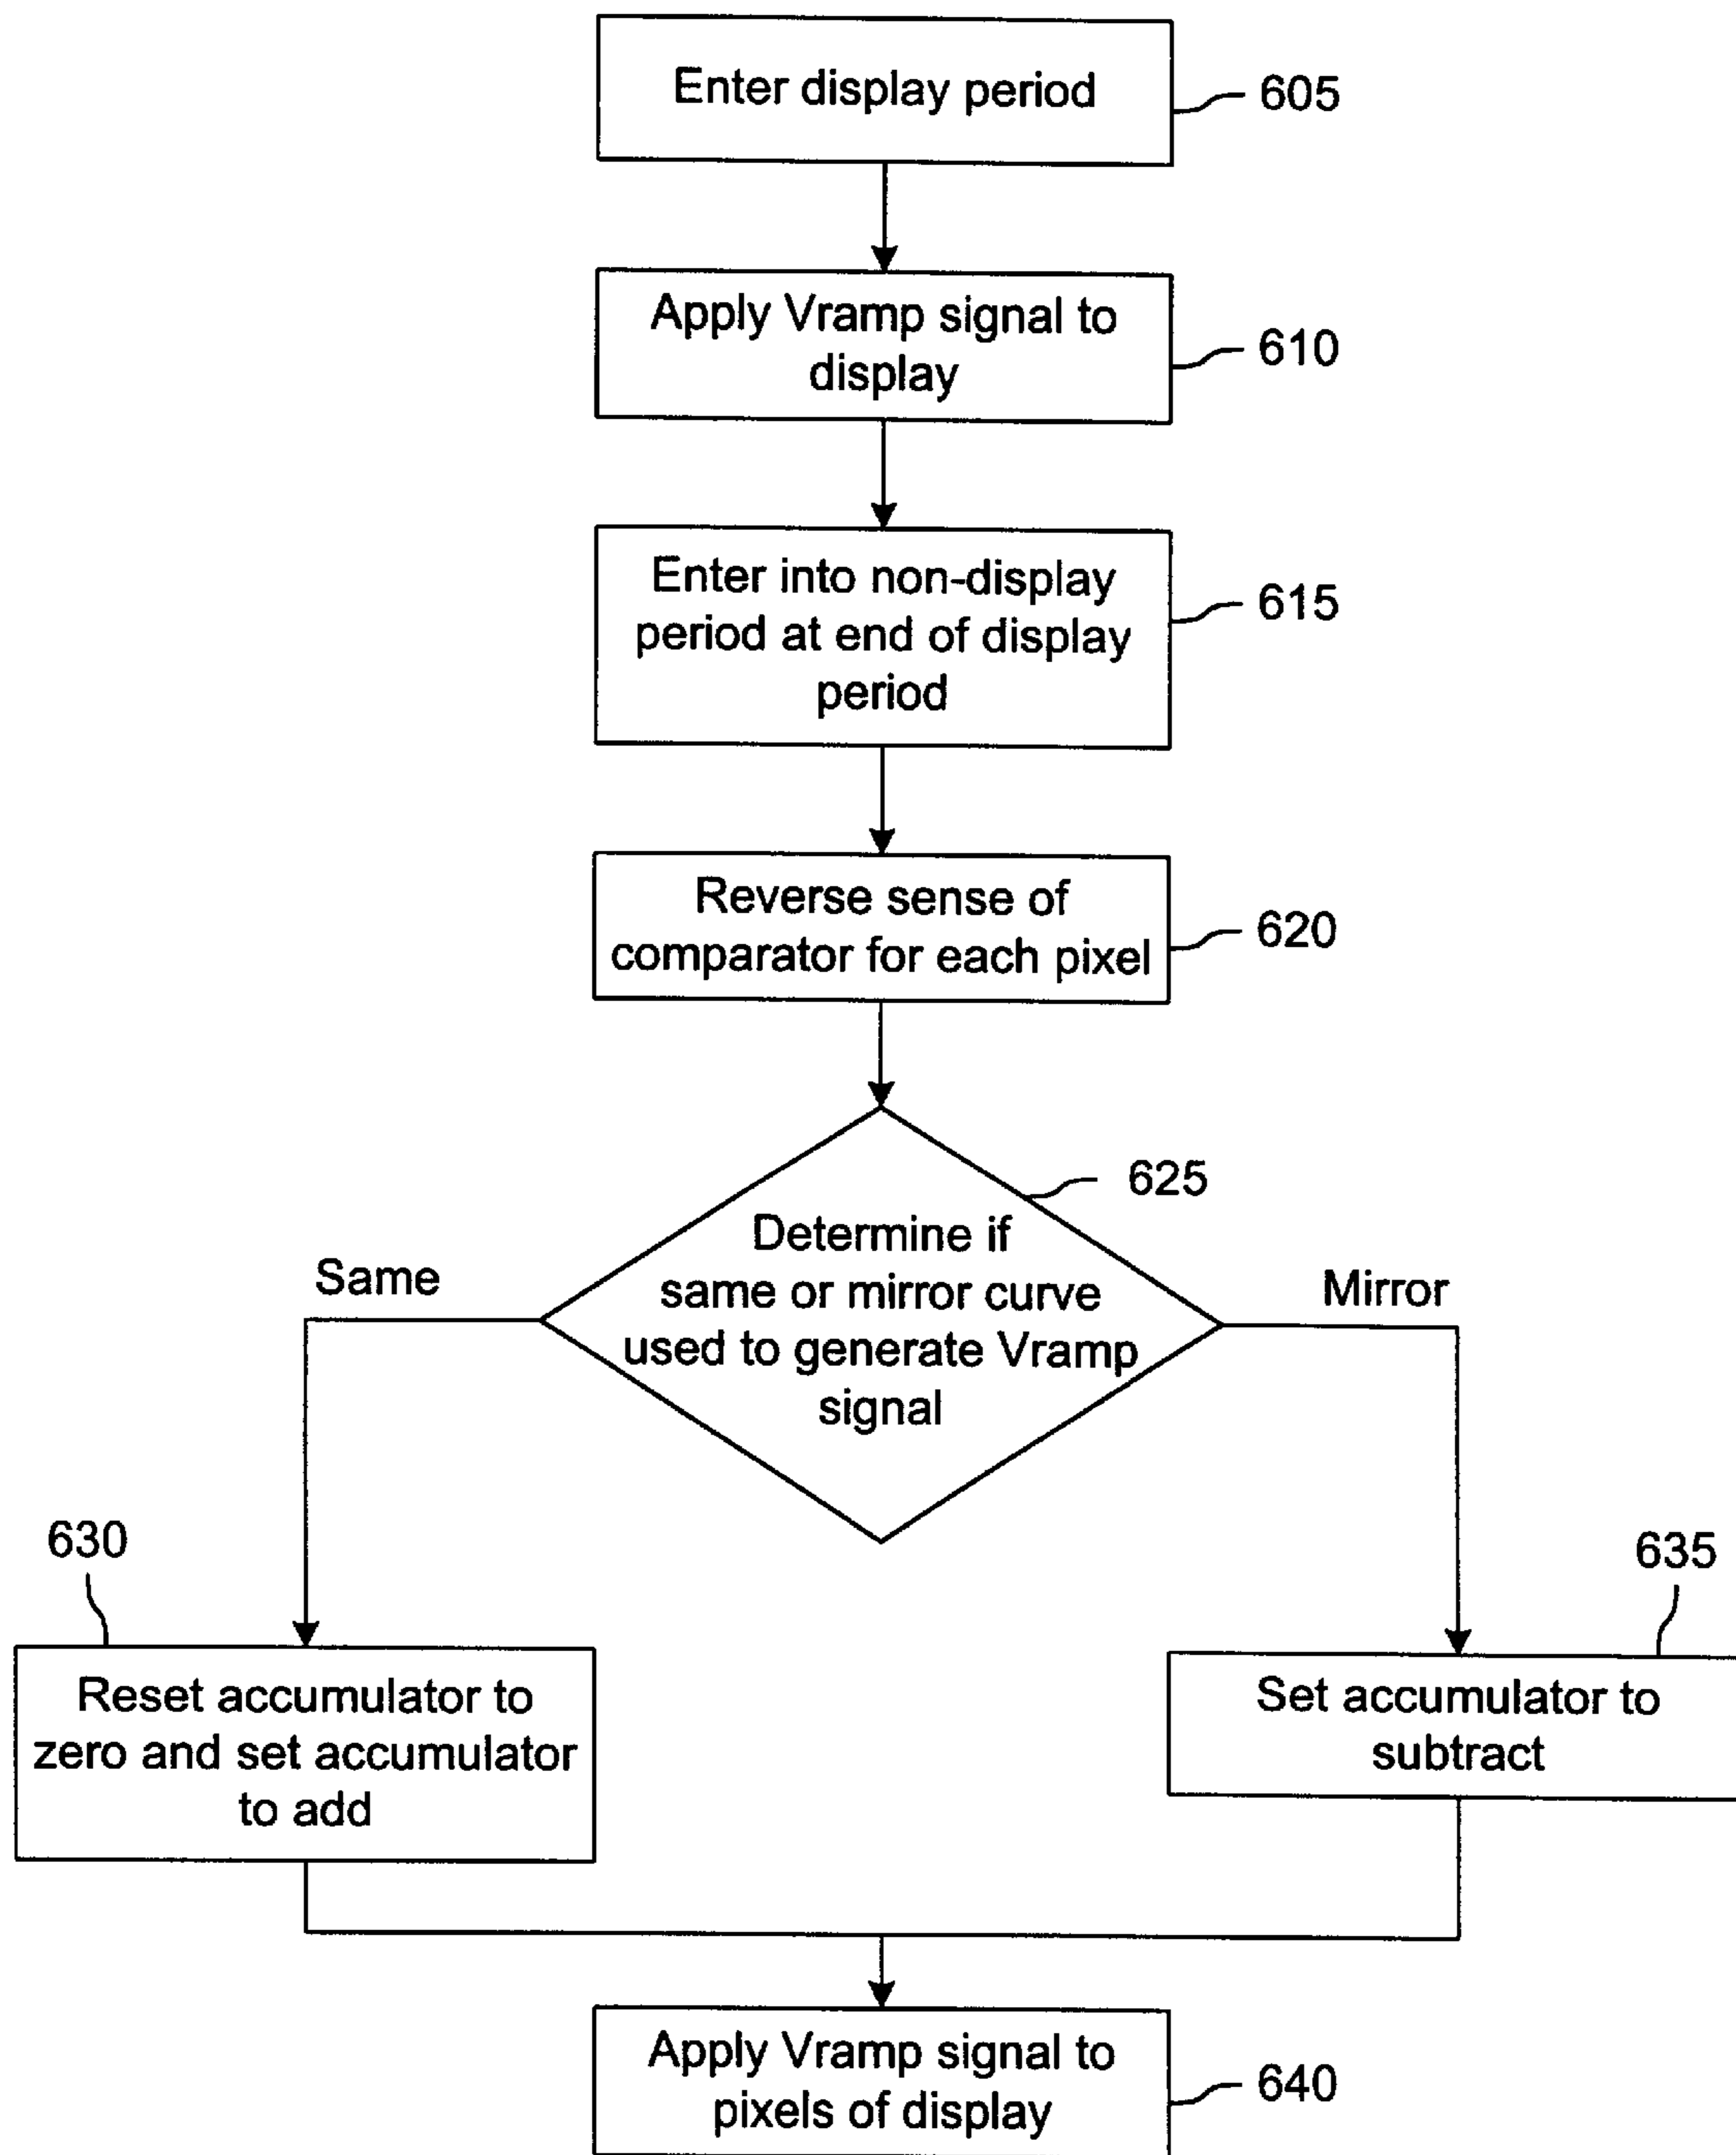 Enter display period
605
Apply Vramp signal to
display
610
Enter into non-display
period at end of display
period
615
Reverse sense of
comparator for each pixel
620
625
Determine if
same or mirror curve
used to generate Vramp
signal
Same
Mirror
630
Reset accumulator to
zero and set accumulator
to add
635
Set accumulator to
subtract
Apply Vramp signal to
pixels of display
640